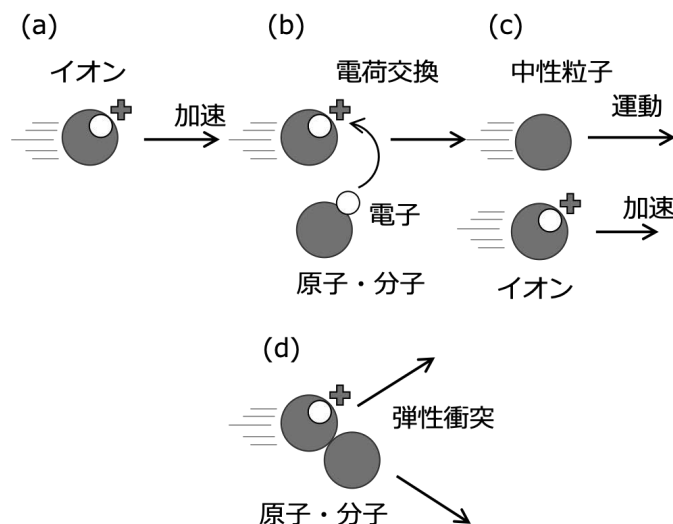 (a)
(b)
(c)
イオン
電荷交換
中性粒子
加速
運動
電子
加速
原子・分子
イオン
(d)
弾性衝突
原子・分子